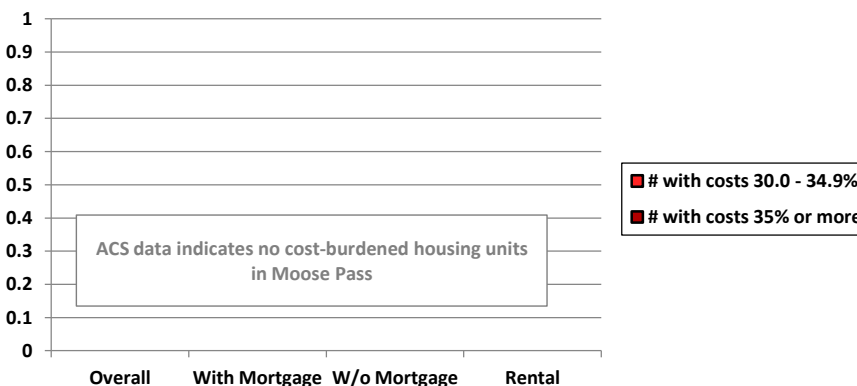 1
0.9
0.8
0.7
0.6
0.5
0.4
0.3
0.2
0.1
0
ACS data indicates no cost-burdened housing units
in Moose Pass
Overall With Mortgage W/o Mortgage Rental
# with costs 30.0 - 34.9%
# with costs 35% or more